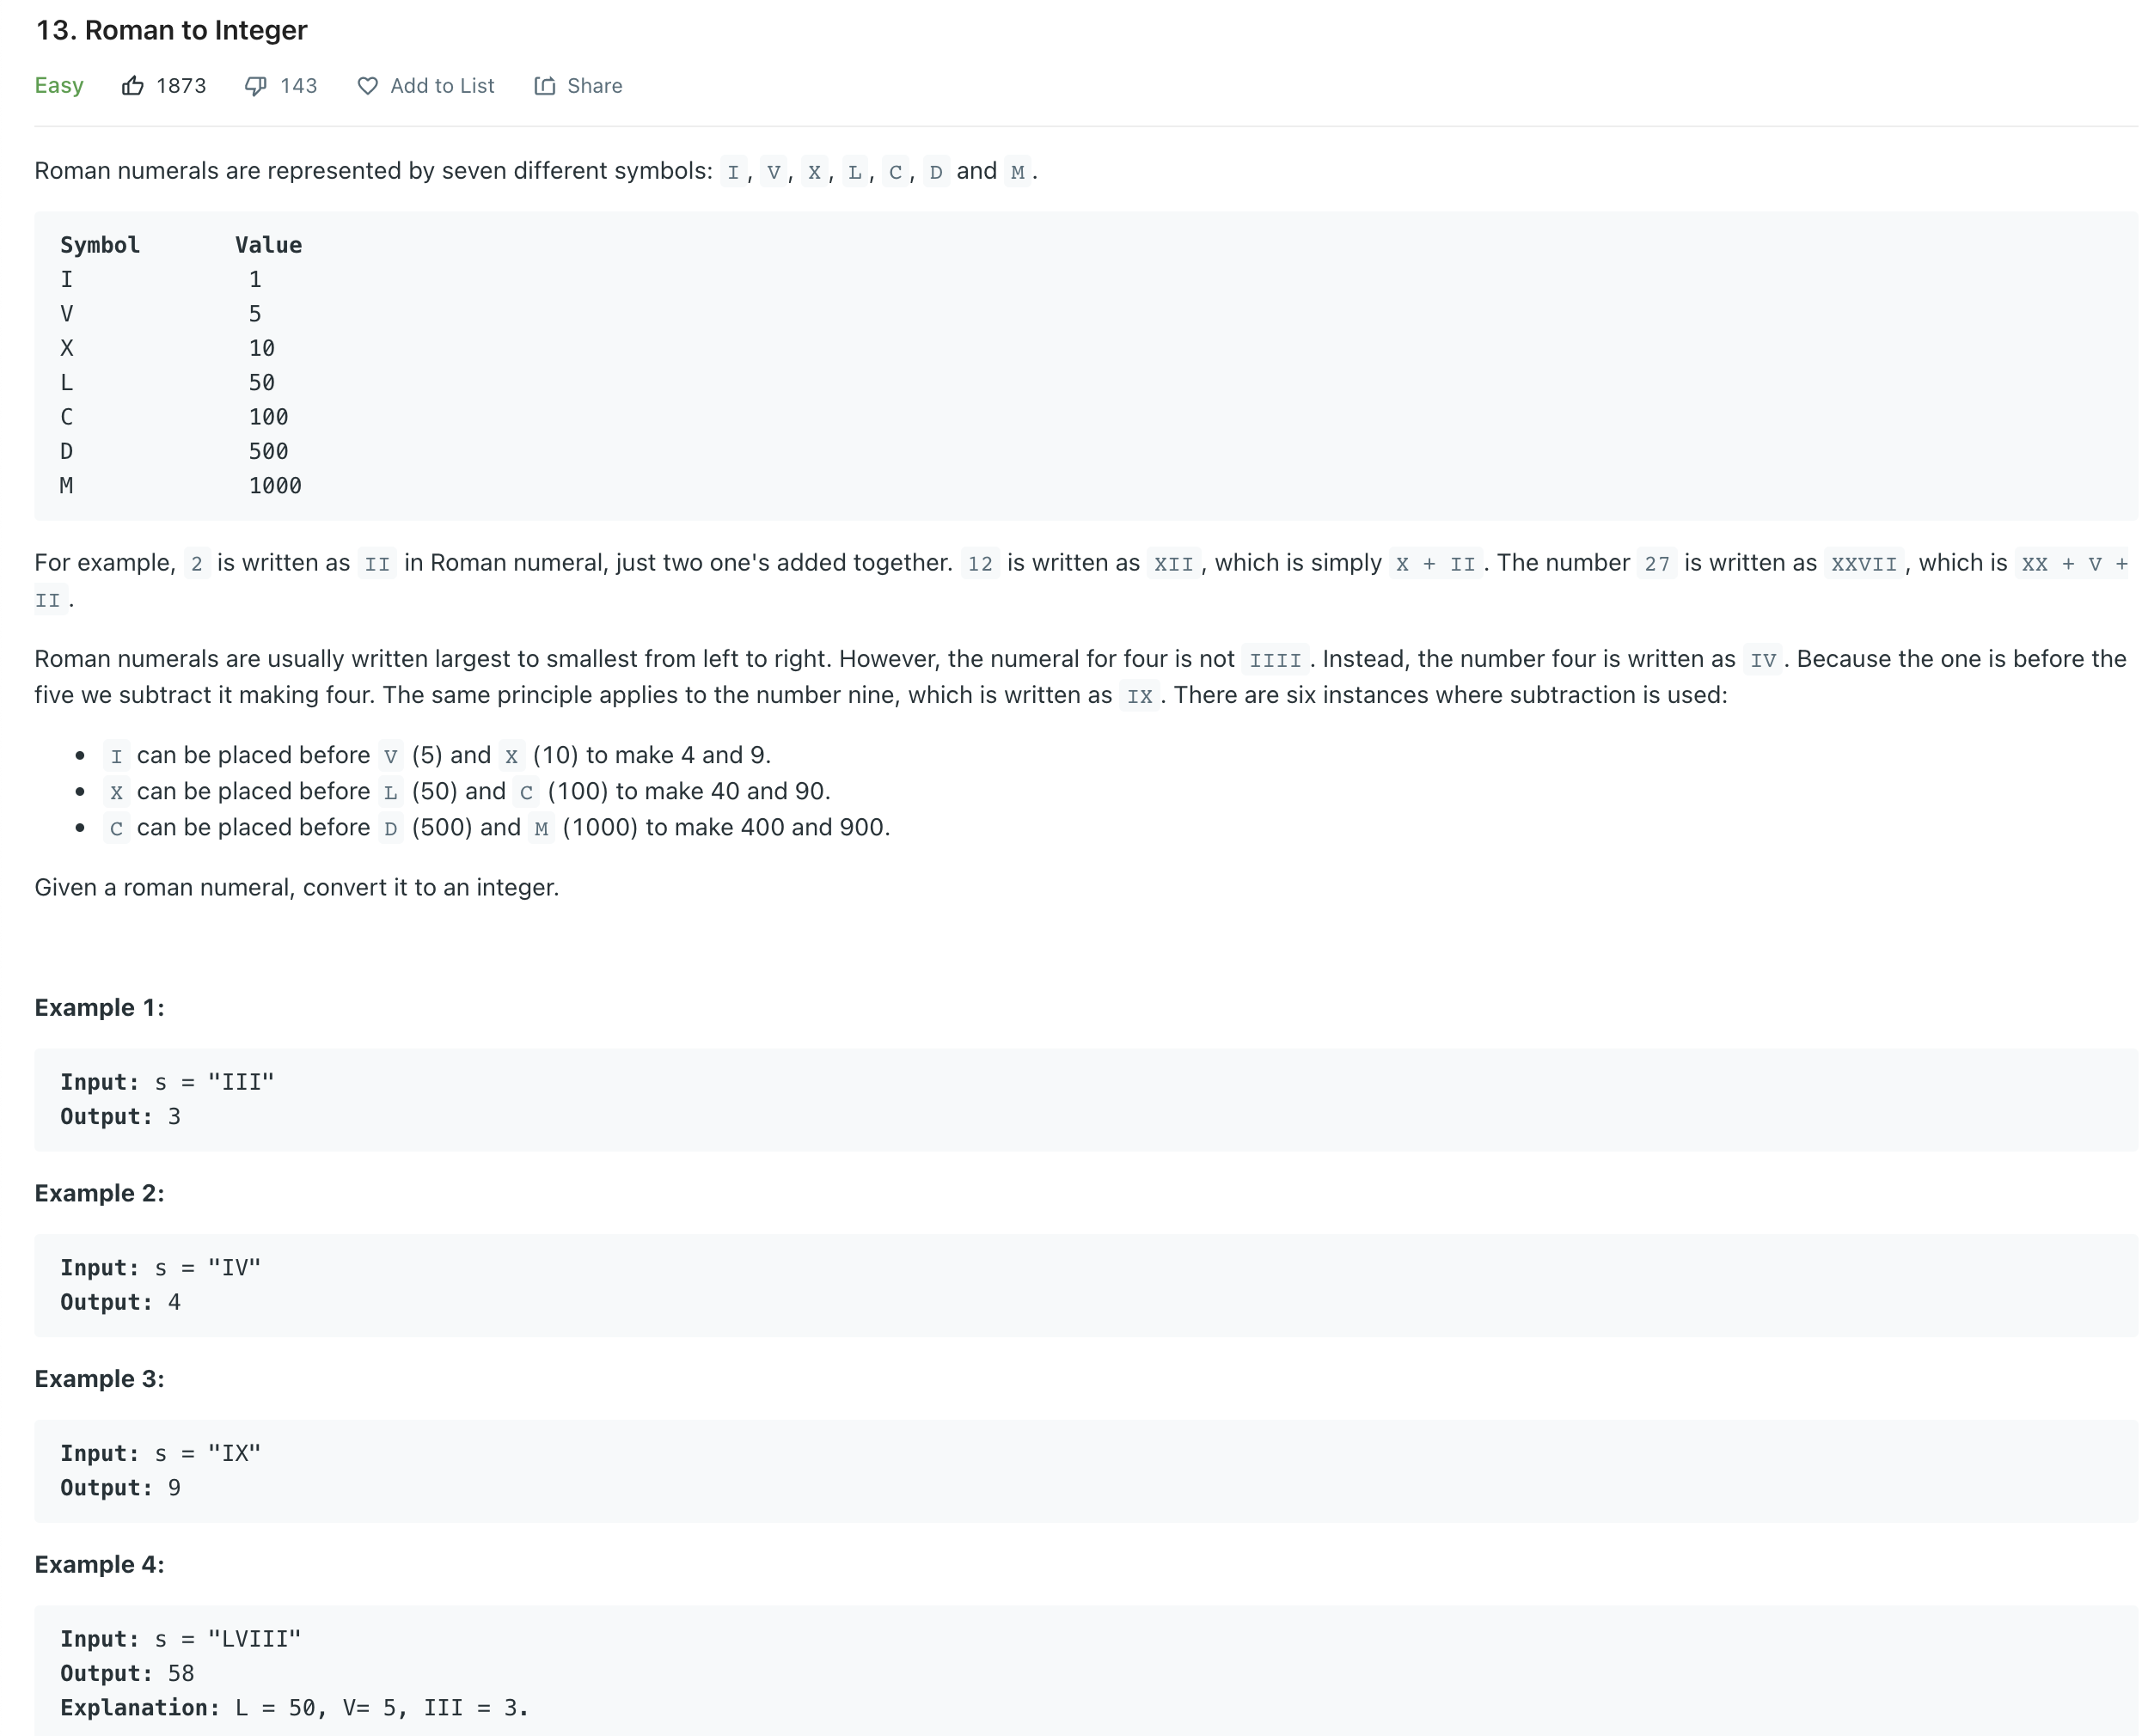 13. Roman to Integer
Easy 1873 143 Add to List Share
Roman numerals are represented by seven different symbols: I, V, X, L, C, D and M.
Symbol Value
I 1
V 5
X 10
L 50
C 100
D 500
M 1000
For example, 2 is written as II in Roman numeral, just two one's added together. 12 is written as XII, which is simply X + II. The number 27 is written as XXVII, which is XX + V +
II.
Roman numerals are usually written largest to smallest from left to right. However, the numeral for four is not IIII. Instead, the number four is written as IV. Because the one is before the
five we subtract it making four. The same principle applies to the number nine, which is written as IX. There are six instances where subtraction is used:
• I can be placed before V (5) and X (10) to make 4 and 9.
• X can be placed before L (50) and C (100) to make 40 and 90.
• C can be placed before D (500) and M (1000) to make 400 and 900.
Given a roman numeral, convert it to an integer.
Example 1:
Input: s = "III"
Output: 3
Example 2:
Input: s = "IV"
Output: 4
Example 3:
Input: s = "IX"
Output: 9
Example 4:
Input: s = "LVIII"
Output: 58
Explanation: L = 50, V= 5, III = 3.